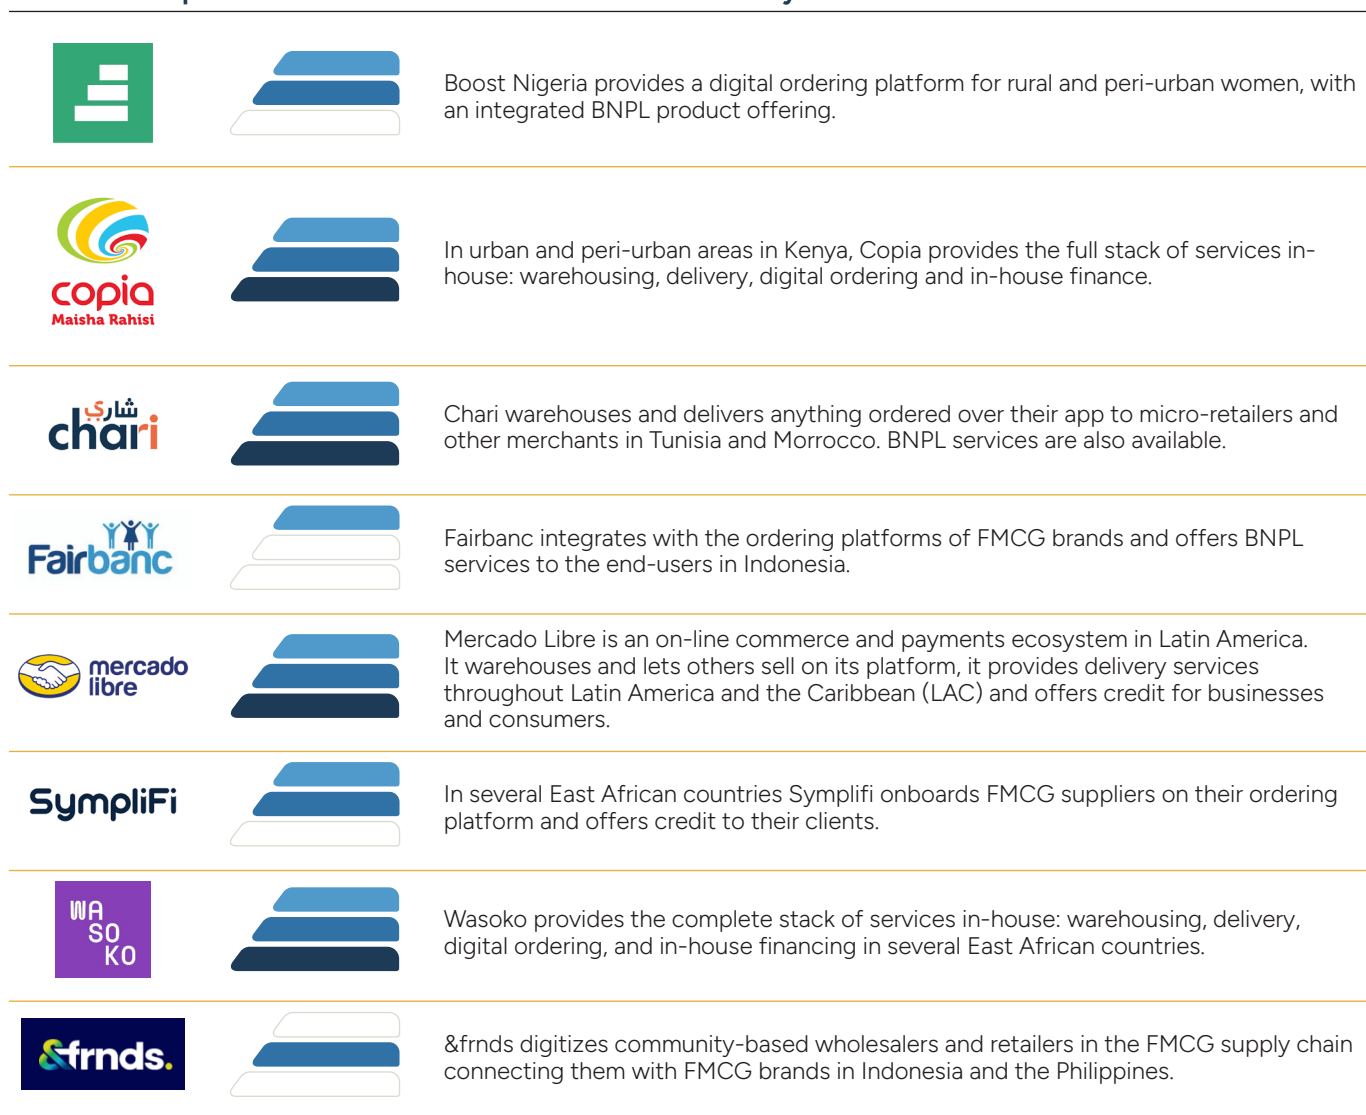 Boost Nigeria provides a digital ordering platform for rural and peri-urban women, with
an integrated BNPL product offering.
copia
Maisha Rahisi
In urban and peri-urban areas in Kenya, Copia provides the full stack of services in-
house: warehousing, delivery, digital ordering and in-house finance.
شاري
chari
Chari warehouses and delivers anything ordered over their app to micro-retailers and
other merchants in Tunisia and Morrocco. BNPL services are also available.
Fairbanc
Fairbanc integrates with the ordering platforms of FMCG brands and offers BNPL
services to the end-users in Indonesia.
mercado
libre
Mercado Libre is an on-line commerce and payments ecosystem in Latin America.
It warehouses and lets others sell on its platform, it provides delivery services
throughout Latin America and the Caribbean (LAC) and offers credit for businesses
and consumers.
SympliFi
In several East African countries Symplifi onboards FMCG suppliers on their ordering
platform and offers credit to their clients.
WA
SO
KO
Wasoko provides the complete stack of services in-house: warehousing, delivery,
digital ordering, and in-house financing in several East African countries.
&frnds.
&frnds digitizes community-based wholesalers and retailers in the FMCG supply chain
connecting them with FMCG brands in Indonesia and the Philippines.